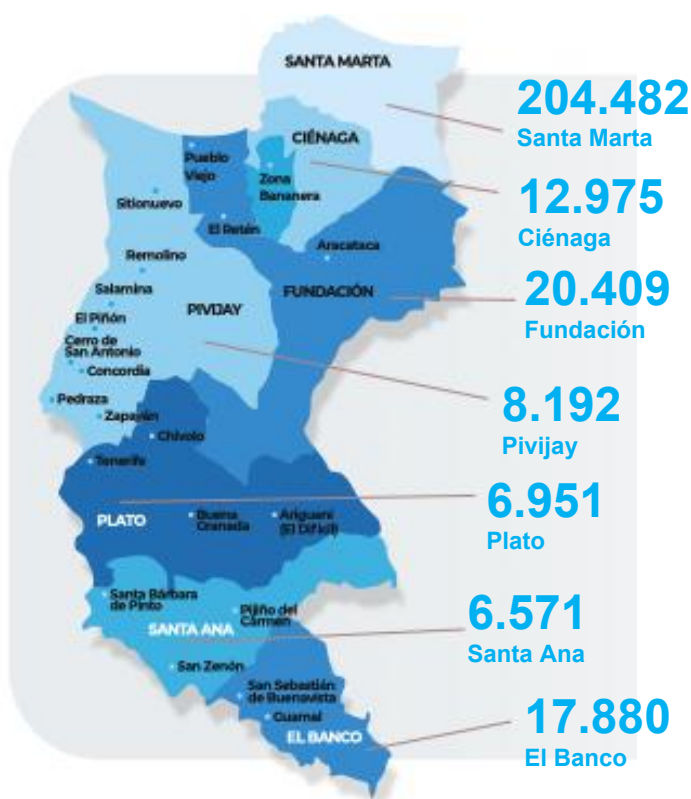 SANTA MARTA
204.482
Santa Marta
CIÉNAGA
Pueblo
Viejo
Zona
Bananera
12.975
Ciénaga
Sitionuevo
El Retén
Aracataca
Remolino
FUNDACIÓN
20.409
Fundación
Salamina
PIVIJAY
El Piñón
Cerro de
San Antonio
Concordia
8.192
Pivijay
Pedraza
Zapayán
Chivolo
Tenerife
6.951
Plato
PLATO
Buena
Granada
Ariguaní
(El Difícil)
Santa Bárbara
de Pinto
Pijiño del
Carmen
SANTA ANA
6.571
Santa Ana
San Zenón
San Sebastián
de Buenavista
Guamal
EL BANCO
17.880
El Banco